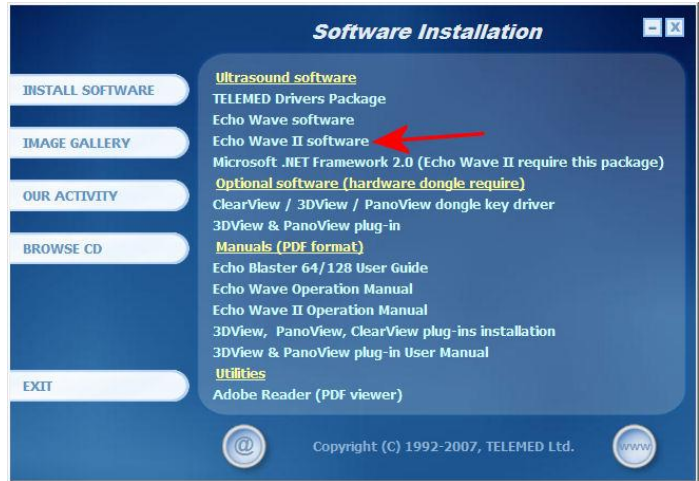 Software Installation
INSTALL SOFTWARE
IMAGE GALLERY
OUR ACTIVITY
BROWSE CD
EXIT
Ultrasound software
TELEMED Drivers Package
Echo Wave software
Echo Wave II software
Microsoft .NET Framework 2.0 (Echo Wave II require this package)
Optional software (hardware dongle require)
ClearView / 3DView / PanoView dongle key driver
3DView & PanoView plug-in
Manuals (PDF format)
Echo Blaster 64/128 User Guide
Echo Wave Operation Manual
Echo Wave II Operation Manual
3DView, PanoView, ClearView plug-ins installation
3DView & PanoView plug-in User Manual
Utilities
Adobe Reader (PDF viewer)
@ Copyright (C) 1992-2007, TELEMED Ltd. www